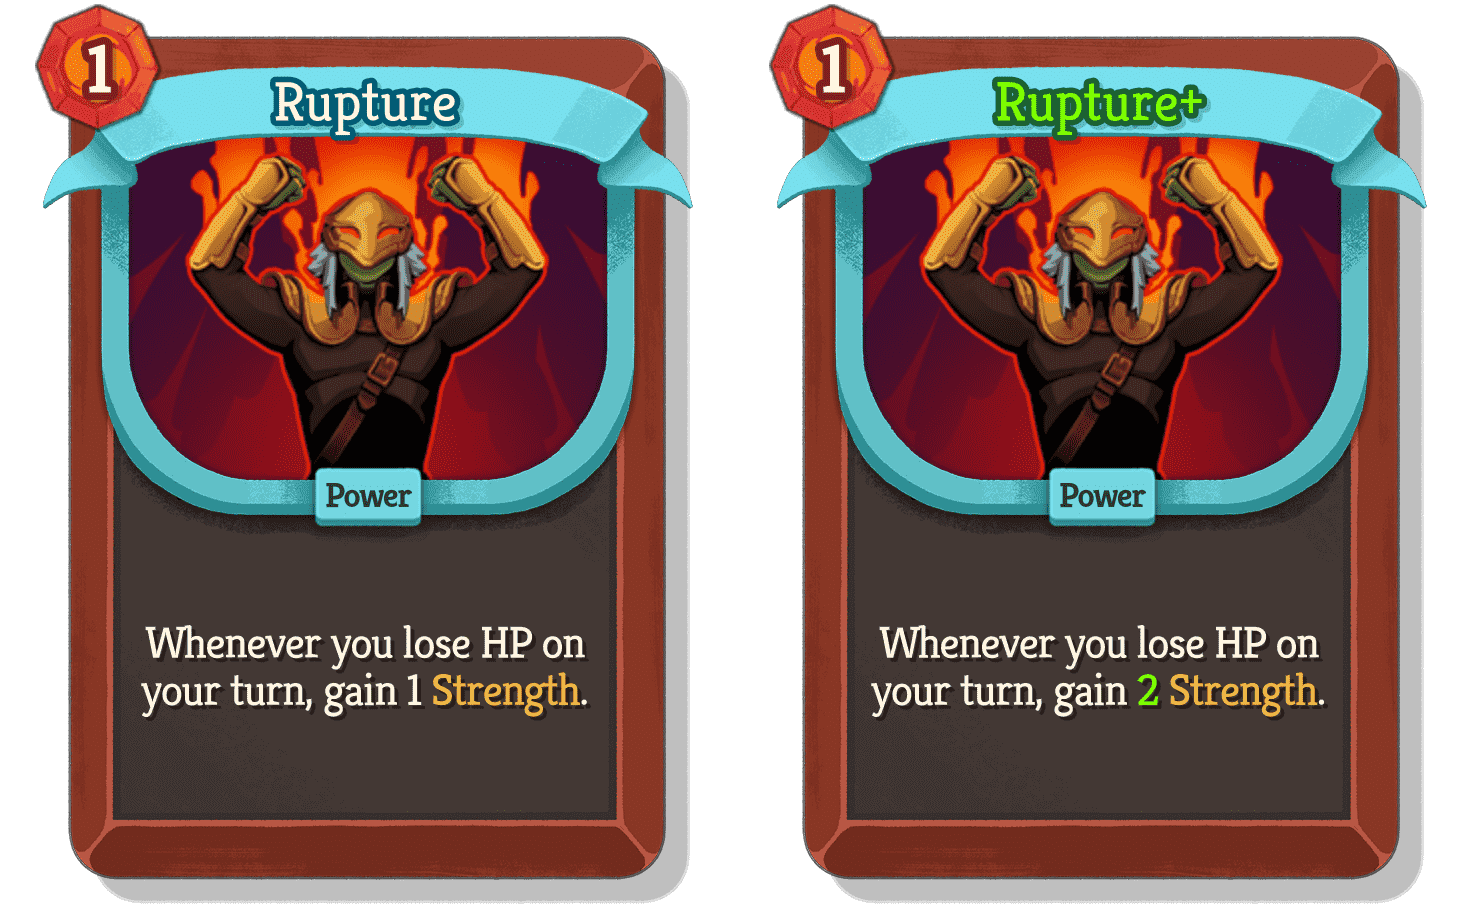 1
Rupture
Power
Whenever you lose HP on
your turn, gain 1 Strength.
1
Rupture+
Power
Whenever you lose HP on
your turn, gain 2 Strength.